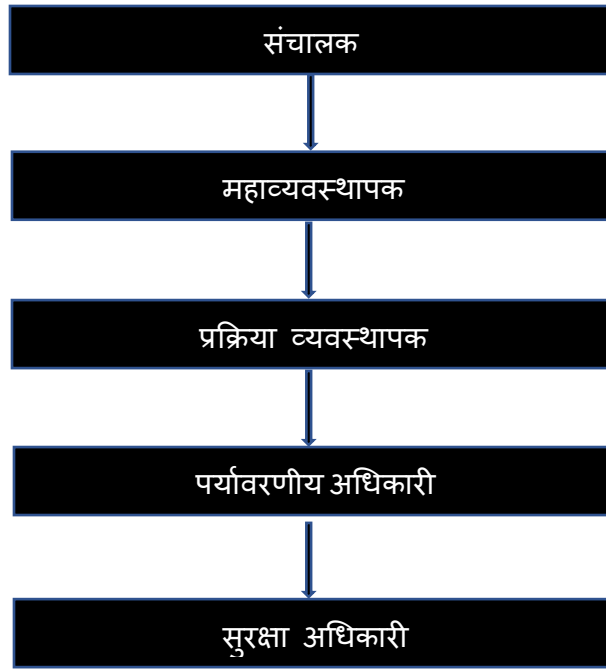 संचालक
महाव्यवस्थापक
प्रक्रिया व्यवस्थापक
पर्यावरणीय अधिकारी
सुरक्षा अधिकारी